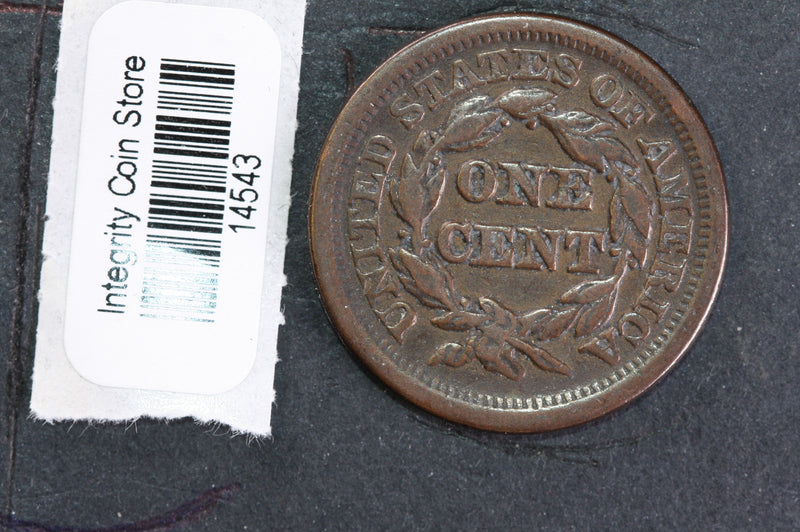 Integrity Coin Store
14543
UNITED STATES OF AMERICA
ONE
CENT